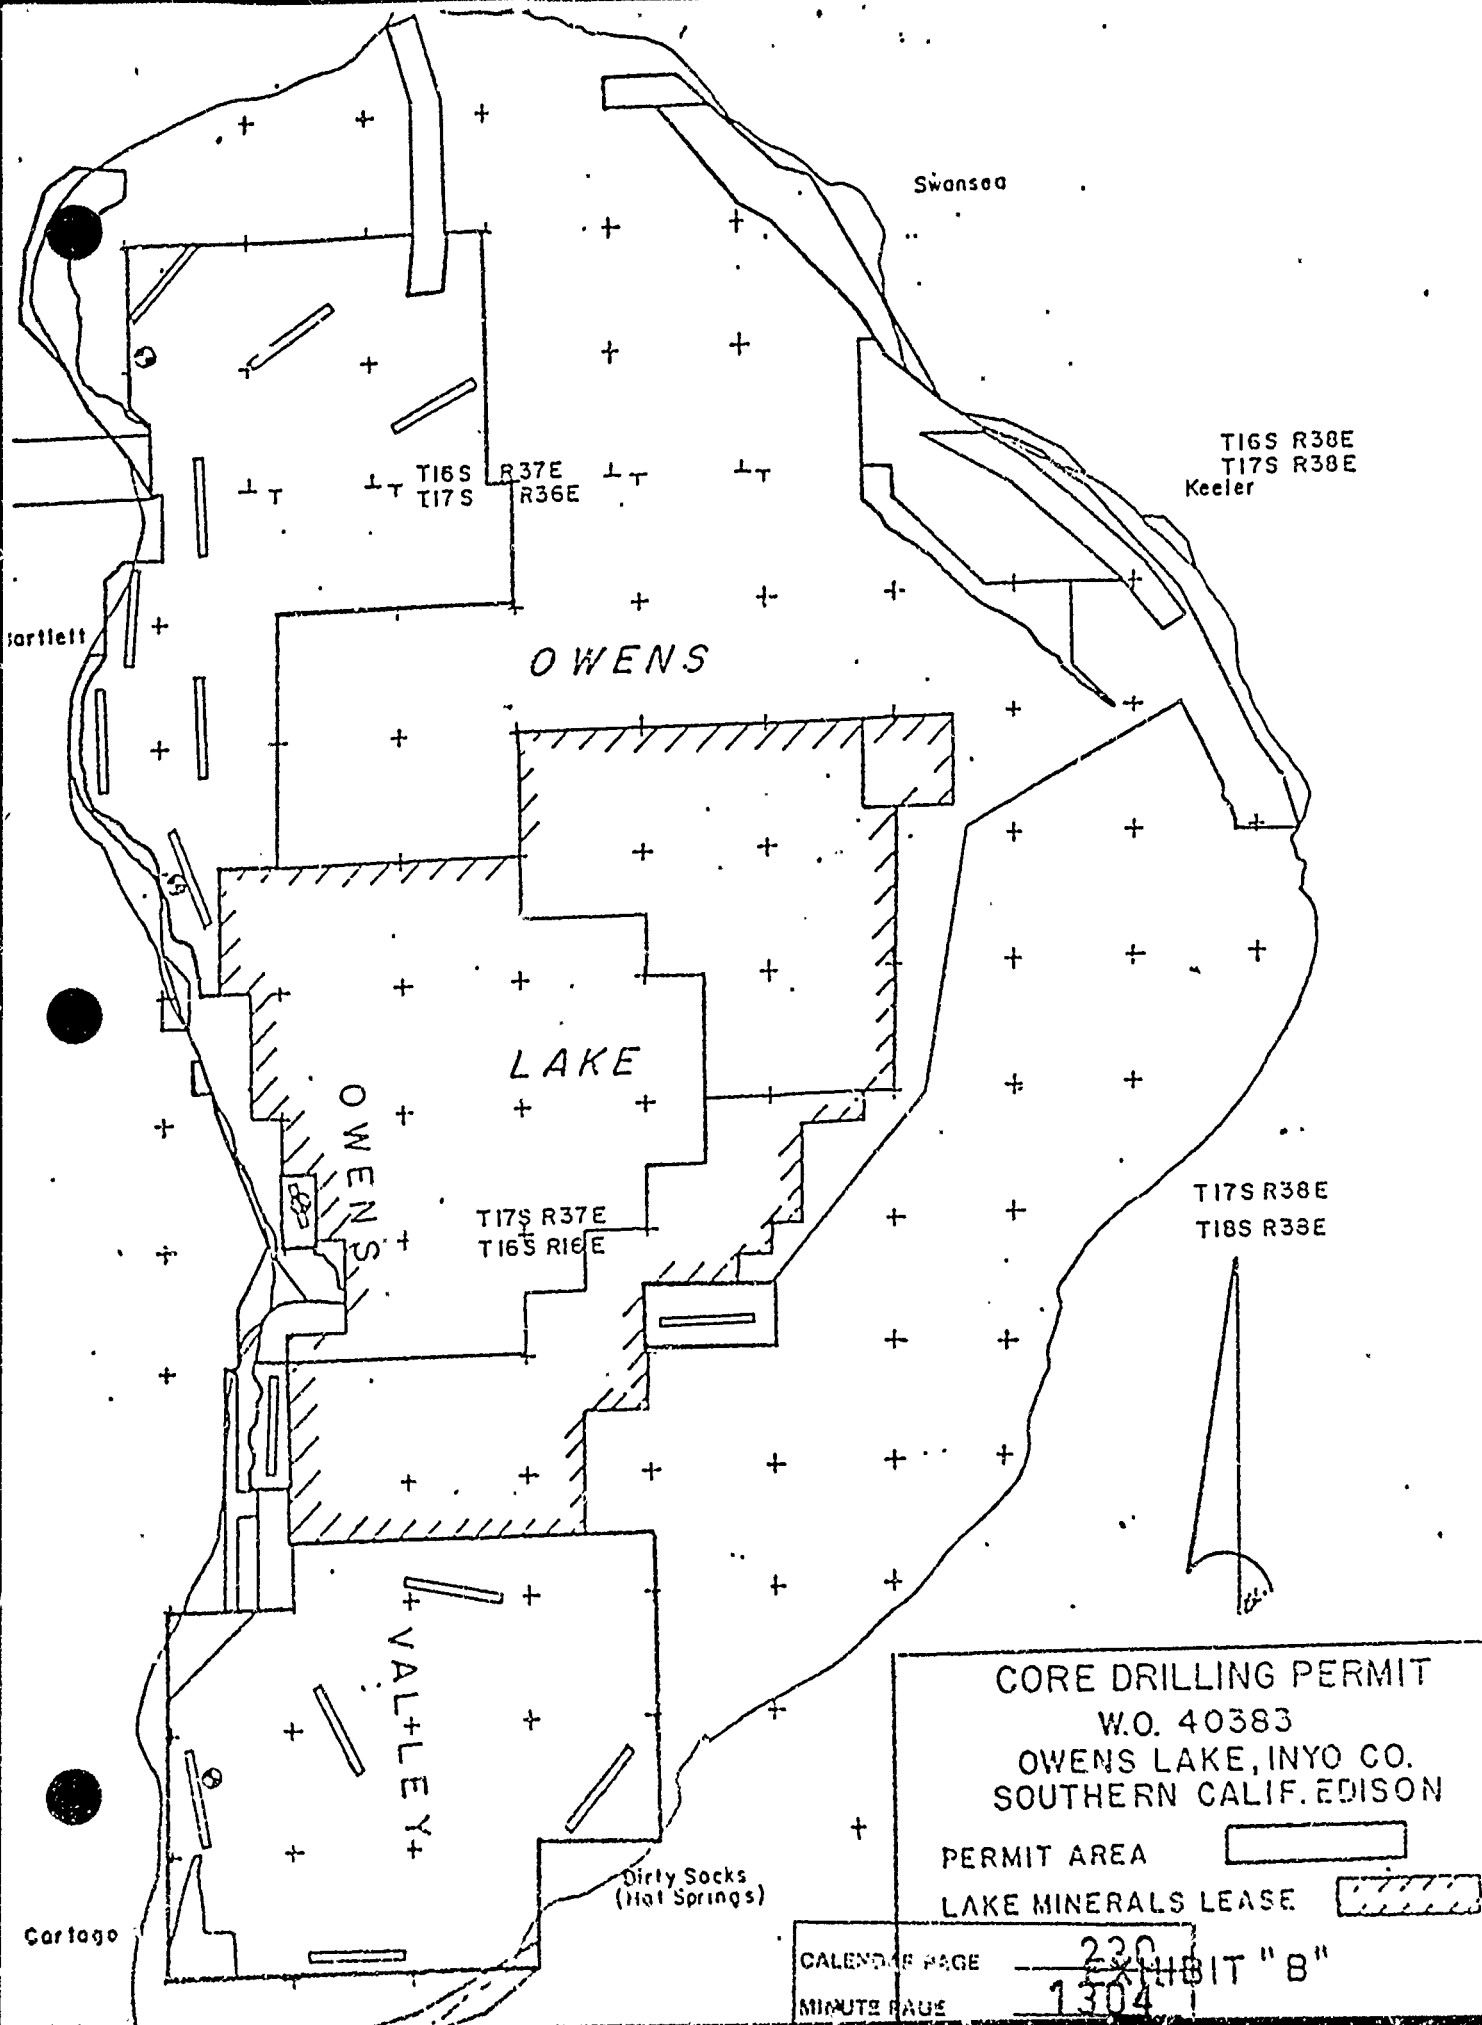 Swansea
T16S R38E
T17S R38E
Keeler
T16S R37E
T17S R36E
Bartlett
OWENS
LAKE
OWENS
VALLEY
T17S R37E
T16S R16E
T17S R38E
T18S R38E
Dirty Socks
(Hot Springs)
Cartago
CORE DRILLING PERMIT
W.O. 40383
OWENS LAKE, INYO CO.
SOUTHERN CALIF. EDISON
PERMIT AREA
LAKE MINERALS LEASE
EXHIBIT "B"
CALENDAR PAGE 230
MINUTE PAGE 1304